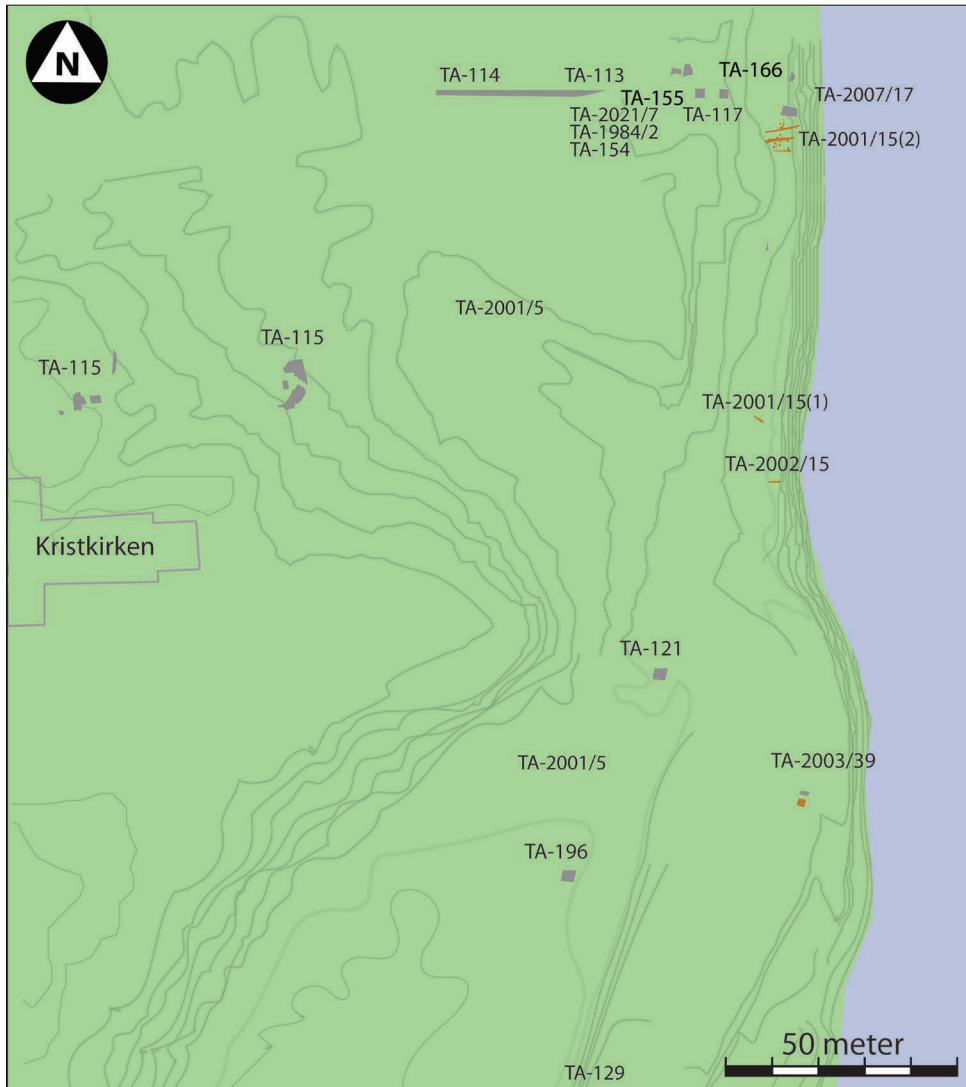 N
TA-114
TA-113
TA-166
TA-155
TA-2007/17
TA-2021/7
TA-117
TA-1984/2
TA-2001/15(2)
TA-154
TA-2001/5
TA-115
TA-115
TA-2001/15(1)
TA-2002/15
Kristkirken
TA-121
TA-2001/5
TA-2003/39
TA-196
50 meter
TA-129